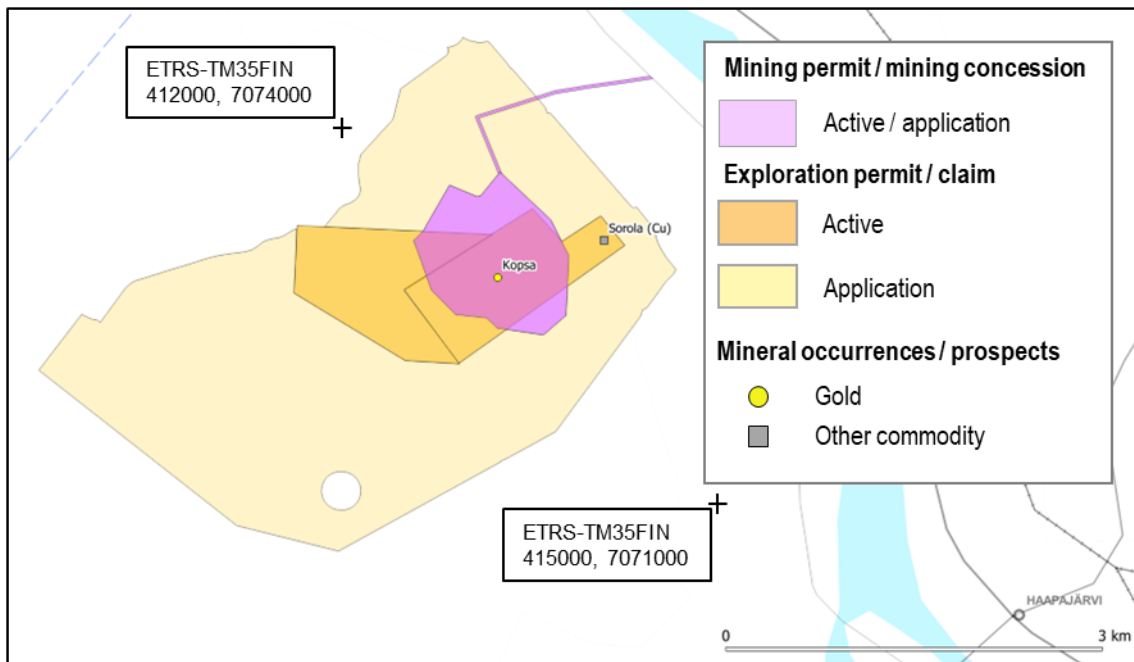 ETRS-TM35FIN
412000, 7074000
Mining permit / mining concession
Active / application
Exploration permit / claim
Active
Application
Mineral occurrences / prospects
Gold
Other commodity
Sorola (Cu)
Kopsa
ETRS-TM35FIN
415000, 7071000
HAAPAJÄRVI
0
3 km